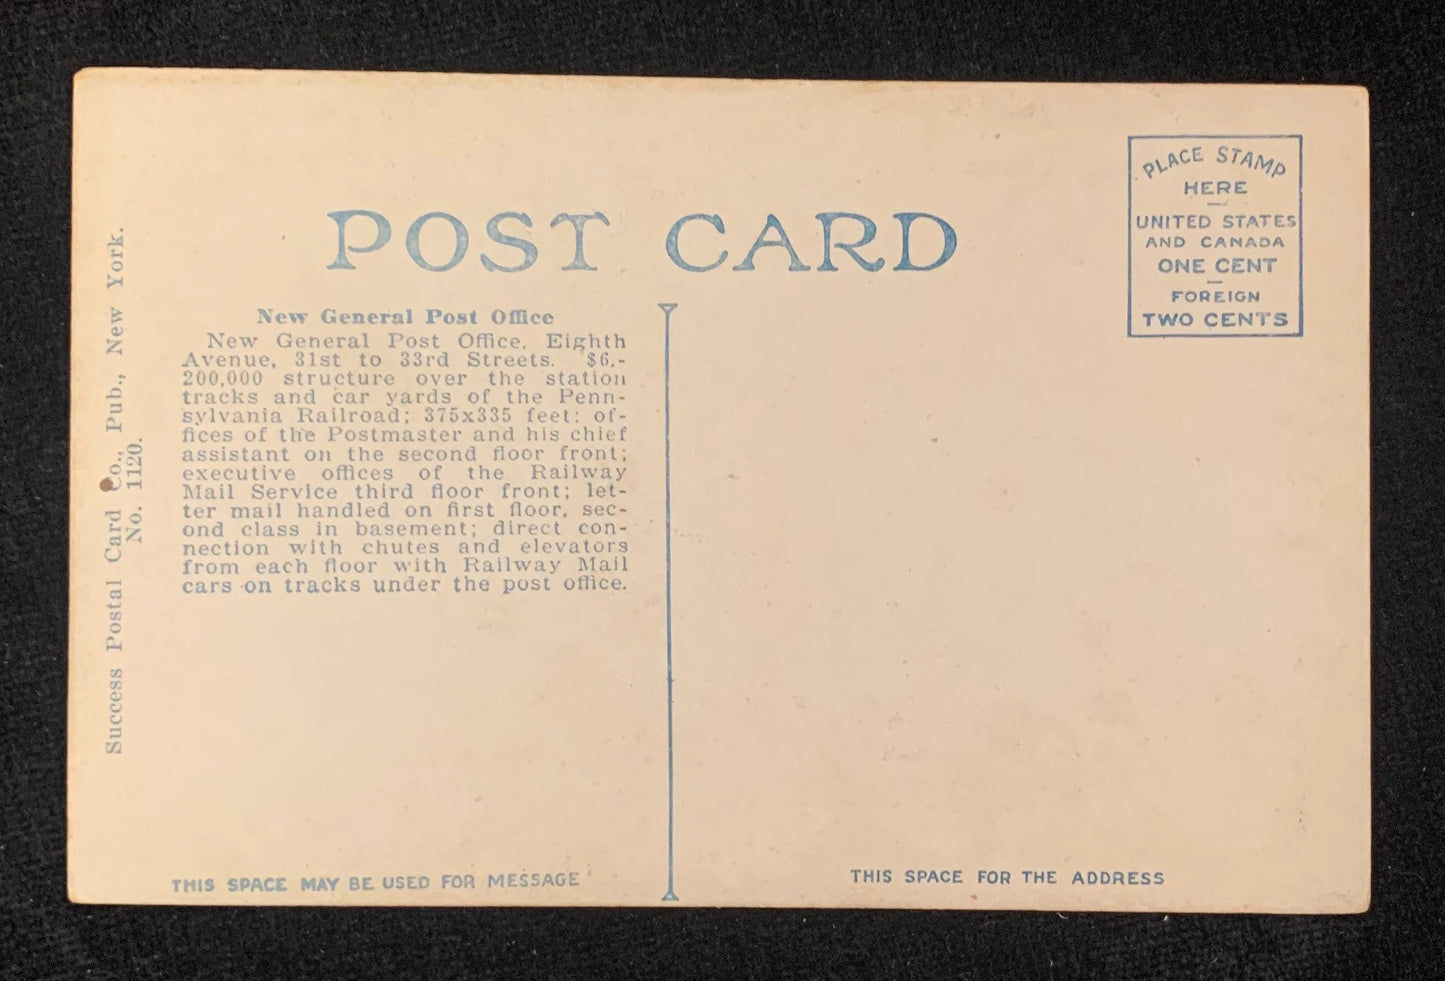 POST CARD
PLACE STAMP
HERE
UNITED STATES
AND CANADA
ONE CENT
FOREIGN
TWO CENTS
Success Postal Card Co., Pub., New York.
No. 1120.
New General Post Office
New General Post Office, Eighth
Avenue, 31st to 33rd Streets. $6,-
200,000 structure over the station
tracks and car yards of the Penn-
sylvania Railroad; 375x335 feet; of-
fices of the Postmaster and his chief
assistant on the second floor front;
executive offices of the Railway
Mail Service third floor front; let-
ter mail handled on first floor, sec-
ond class in basement; direct con-
nection with chutes and elevators
from each floor with Railway Mail
cars on tracks under the post office.
THIS SPACE MAY BE USED FOR MESSAGE
THIS SPACE FOR THE ADDRESS